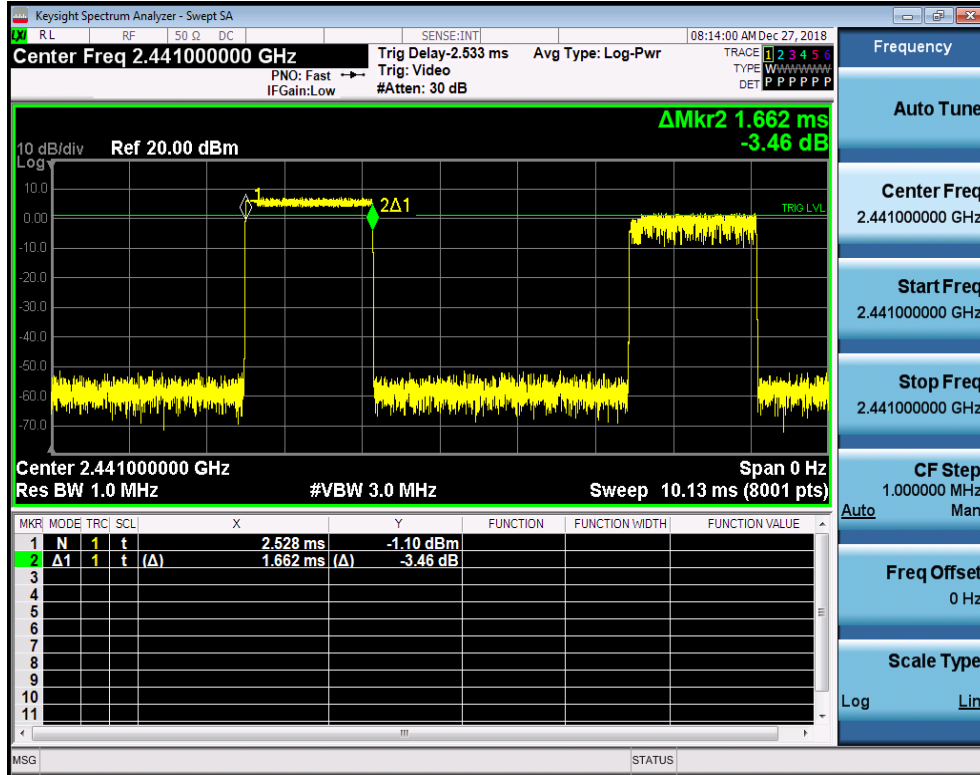 Keysight Spectrum Analyzer - Swept SA
LXI RL RF 50 Ω DC SENSE:INT 08:14:00 AM Dec 27, 2018
Center Freq 2.441000000 GHz
PNO: Fast
IFGain:Low
Trig Delay-2.533 ms
Trig: Video
#Atten: 30 dB
Avg Type: Log-Pwr
TRACE 1 2 3 4 5 6
TYPE WWWWWW
DET P P P P P P
ΔMkr2 1.662 ms
-3.46 dB
10 dB/div Ref 20.00 dBm
Log
10.0
0.00
-10.0
-20.0
-30.0
-40.0
-50.0
-60.0
-70.0
1
2Δ1
TRIG LVL
Center 2.441000000 GHz Span 0 Hz
Res BW 1.0 MHz #VBW 3.0 MHz Sweep 10.13 ms (8001 pts)
MKR MODE TRC SCL X Y FUNCTION FUNCTION WIDTH FUNCTION VALUE
1 N 1 t 2.528 ms -1.10 dBm
2 Δ1 1 t (Δ) 1.662 ms (Δ) -3.46 dB
3
4
5
6
7
8
9
10
11
MSG STATUS
Frequency
Auto Tune
Center Freq
2.441000000 GHz
Start Freq
2.441000000 GHz
Stop Freq
2.441000000 GHz
CF Step
1.000000 MHz
Auto Man
Freq Offset
0 Hz
Scale Type
Log Lin